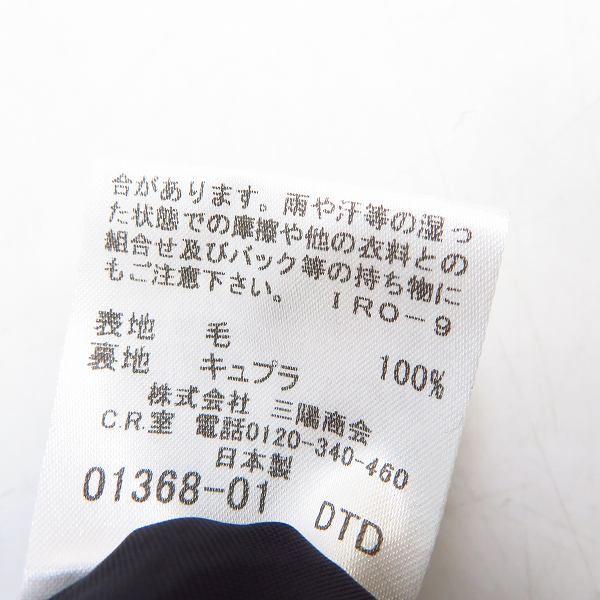 合があります。雨や汗等の湿っ
た状態での摩擦や他の衣料との
組合せ及びバック等の持ち物に
もご注意下さい。 IRO-9
表地 毛
裏地 キュプラ 100%
株式会社 三陽商会
C.R.室 電話0120-340-460
日本製
01368-01 DTD